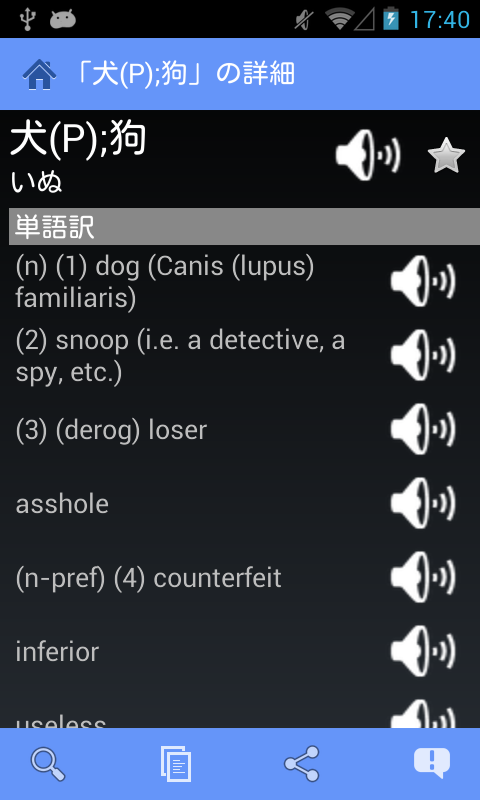 17:40
「犬(P);狗」の詳細
犬(P);狗
いぬ
単語訳
(n) (1) dog (Canis (lupus)
familiaris)
(2) snoop (i.e. a detective, a
spy, etc.)
(3) (derog) loser
asshole
(n-pref) (4) counterfeit
inferior
useless